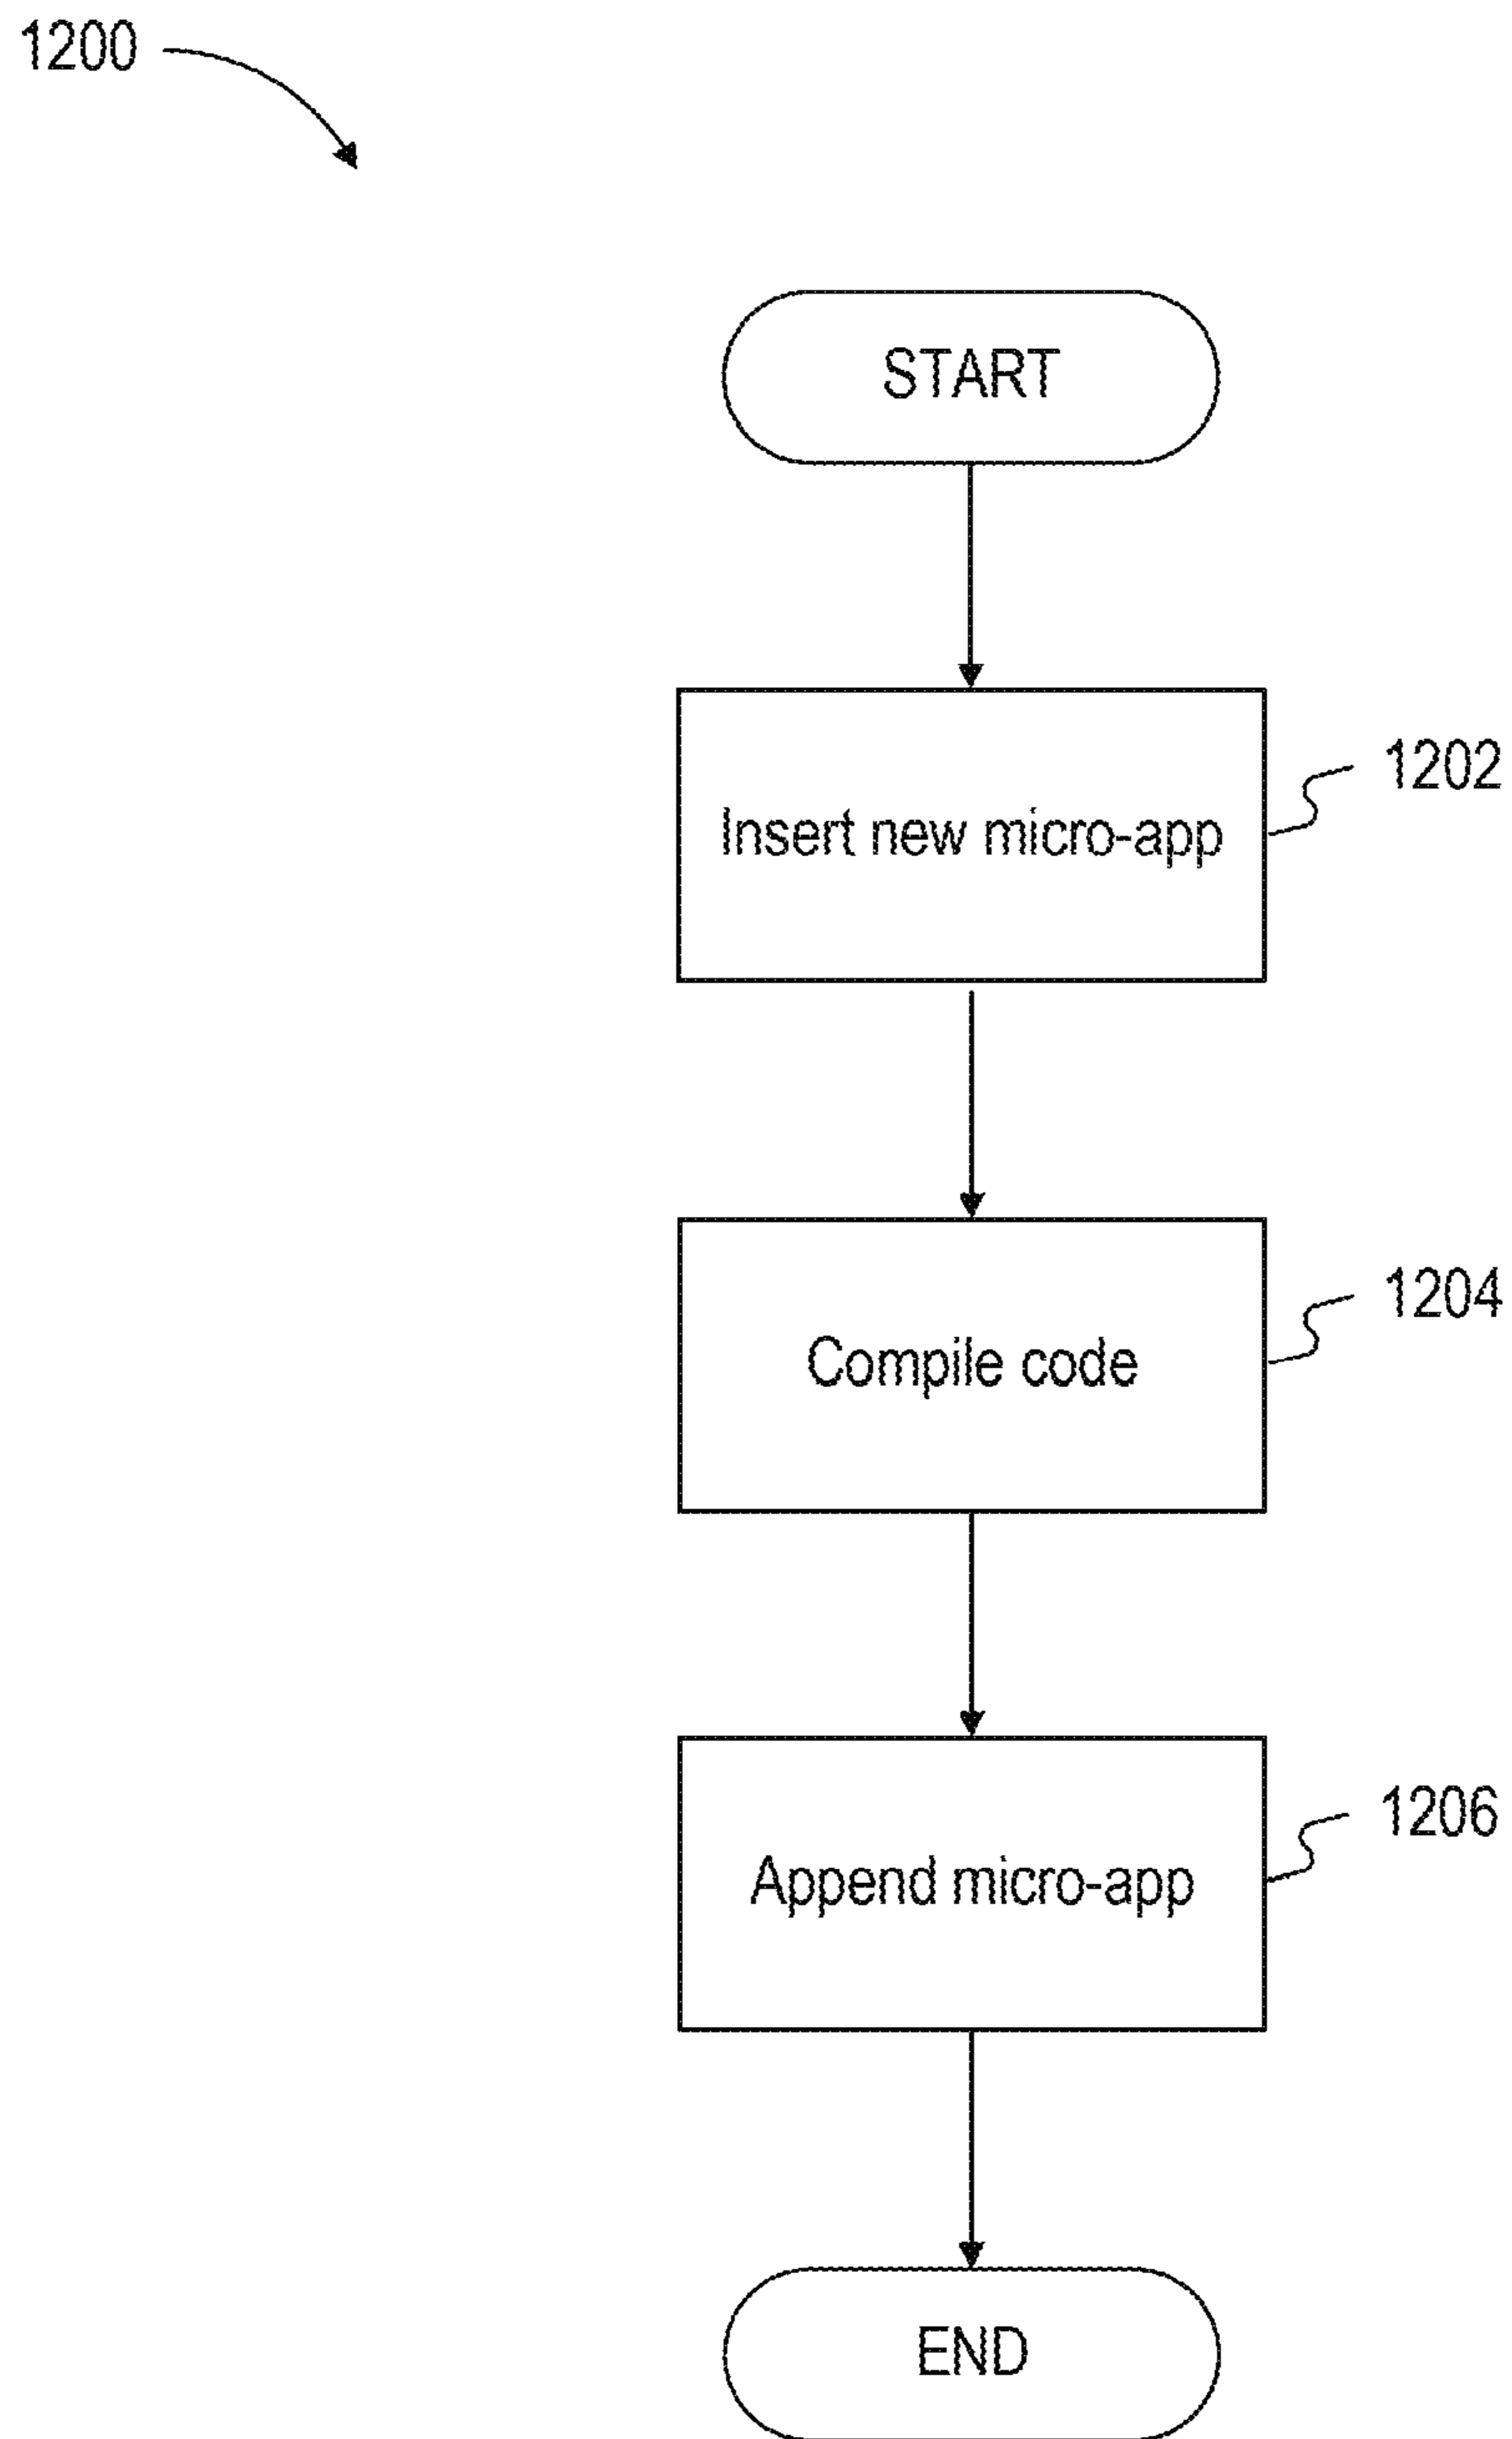 1200
START
Insert new micro-app
1202
Compile code
1204
Append micro-app
1206
END